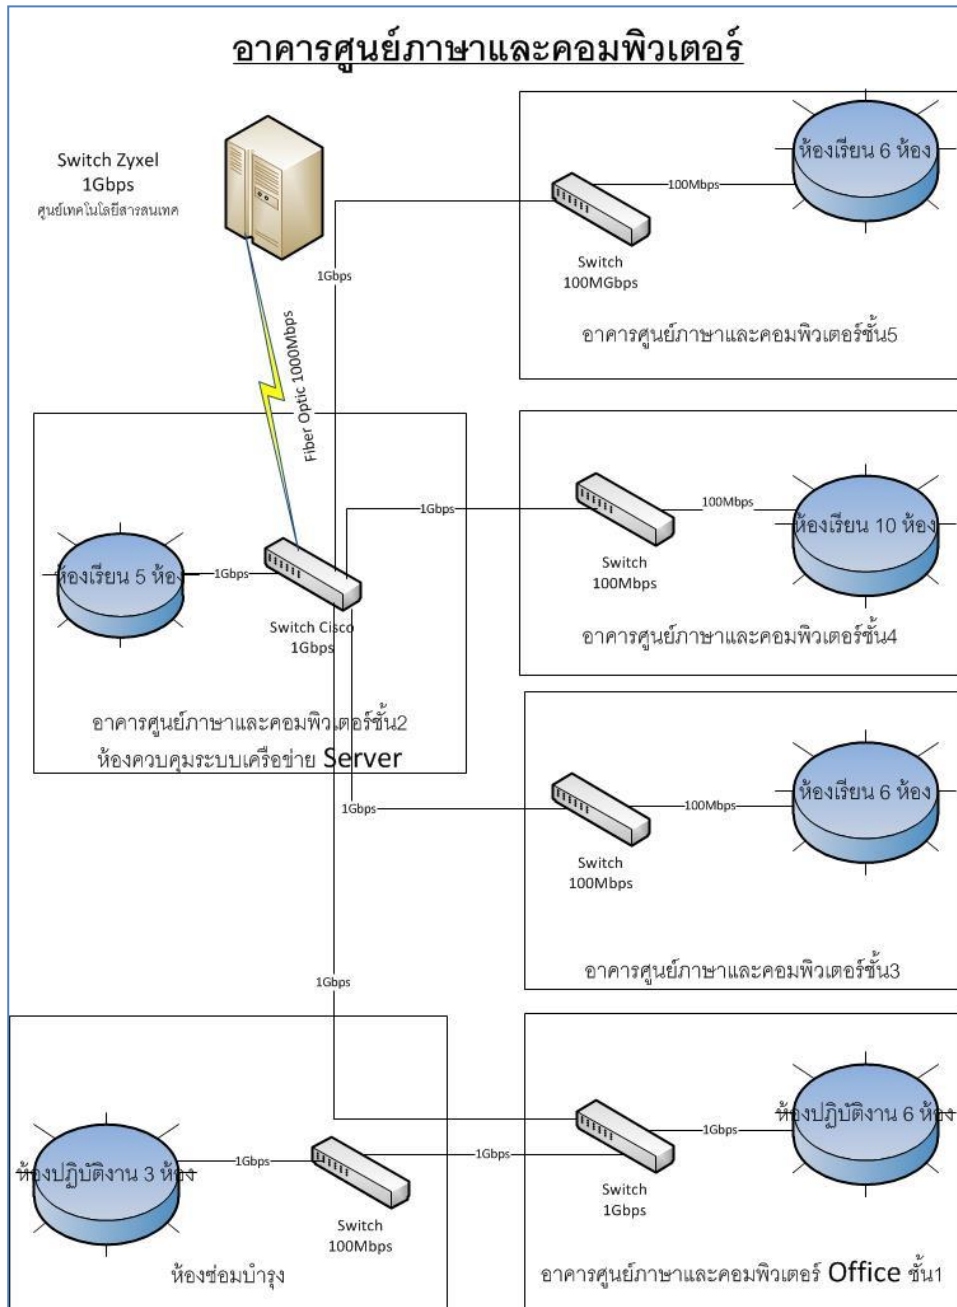 อาคารศูนย์ภาษาและคอมพิวเตอร์
Switch Zyxel
1Gbps
ศูนย์เทคโนโลยีสารสนเทศ
1Gbps
Fiber Optic 1000Mbps
ห้องเรียน 6 ห้อง
100Mbps
Switch
100MGbps
อาคารศูนย์ภาษาและคอมพิวเตอร์ชั้น5
ห้องเรียน 5 ห้อง
1Gbps
Switch Cisco
1Gbps
อาคารศูนย์ภาษาและคอมพิวเตอร์ชั้น2
ห้องควบคุมระบบเครือข่าย Server
1Gbps
100Mbps
ห้องเรียน 10 ห้อง
Switch
100Mbps
อาคารศูนย์ภาษาและคอมพิวเตอร์ชั้น4
1Gbps
100Mbps
ห้องเรียน 6 ห้อง
Switch
100Mbps
อาคารศูนย์ภาษาและคอมพิวเตอร์ชั้น3
1Gbps
ห้องปฏิบัติงาน 3 ห้อง
1Gbps
Switch
100Mbps
ห้องซ่อมบำรุง
1Gbps
1Gbps
ห้องปฏิบัติงาน 6 ห้อง
Switch
1Gbps
อาคารศูนย์ภาษาและคอมพิวเตอร์ Office ชั้น1